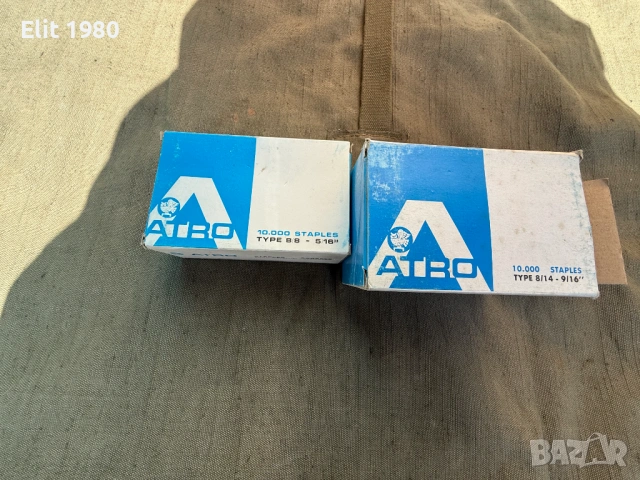 Elit 1980
ATRO
10.000 STAPLES
TYPE 8/8 - 5/16"
ATRO
10.000 STAPLES
TYPE 8/14 - 9/16"
BAZAR